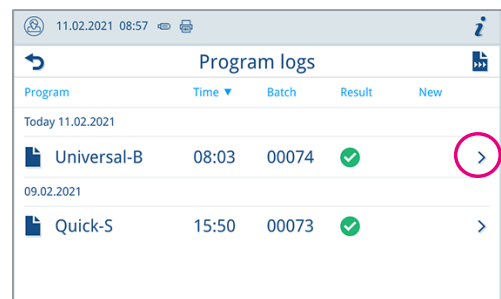 11.02.2021 08:57
Program logs
Program Time ▼ Batch Result New
Today 11.02.2021
Universal-B 08:03 00074
09.02.2021
Quick-S 15:50 00073